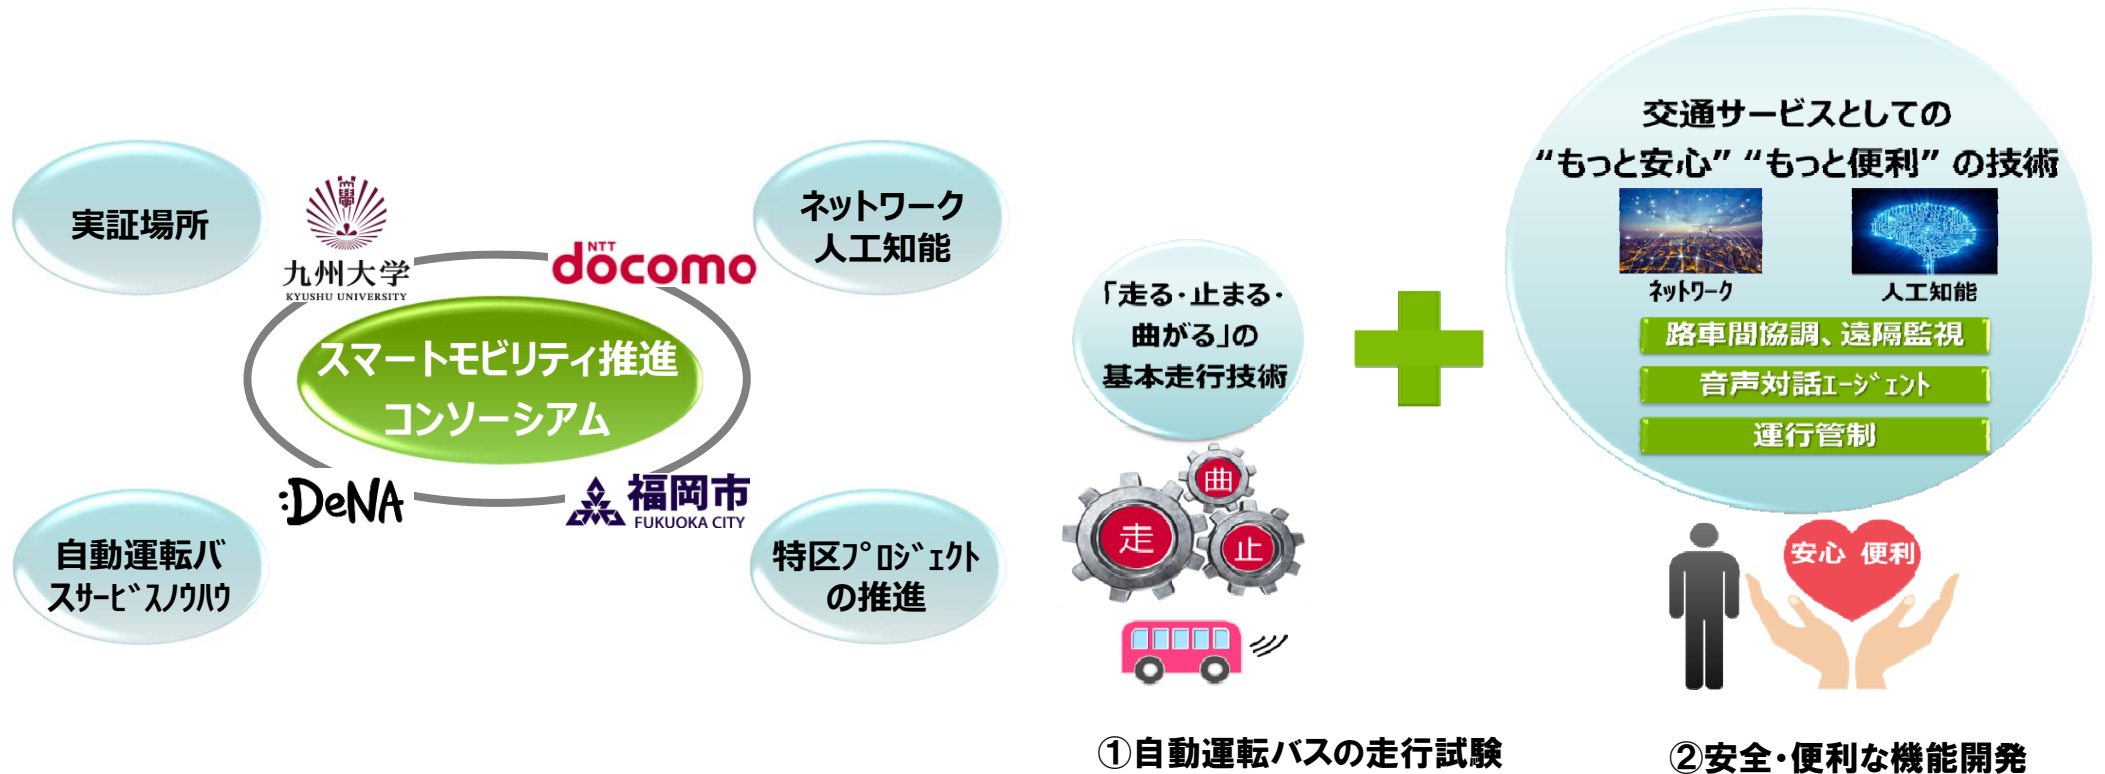 実証場所
九州大学
KYUSHU UNIVERSITY
NTT
döcomo
ネットワーク
人工知能
スマートモビリティ推進
コンソーシアム
:DeNA
福岡市
FUKUOKA CITY
自動運転バ
スｻｰﾋﾞｽﾉｳﾊｳ
特区ﾌﾟﾛｼﾞｪｸﾄ
の推進
「走る･止まる･
曲がる」の
基本走行技術
曲
走
止
①自動運転バスの走行試験
交通サービスとしての
“もっと安心” “もっと便利” の技術
ﾈｯﾄﾜｰｸ
人工知能
路車間協調、遠隔監視
音声対話ｴｰｼﾞｪﾝﾄ
運行管制
安心 便利
②安全･便利な機能開発